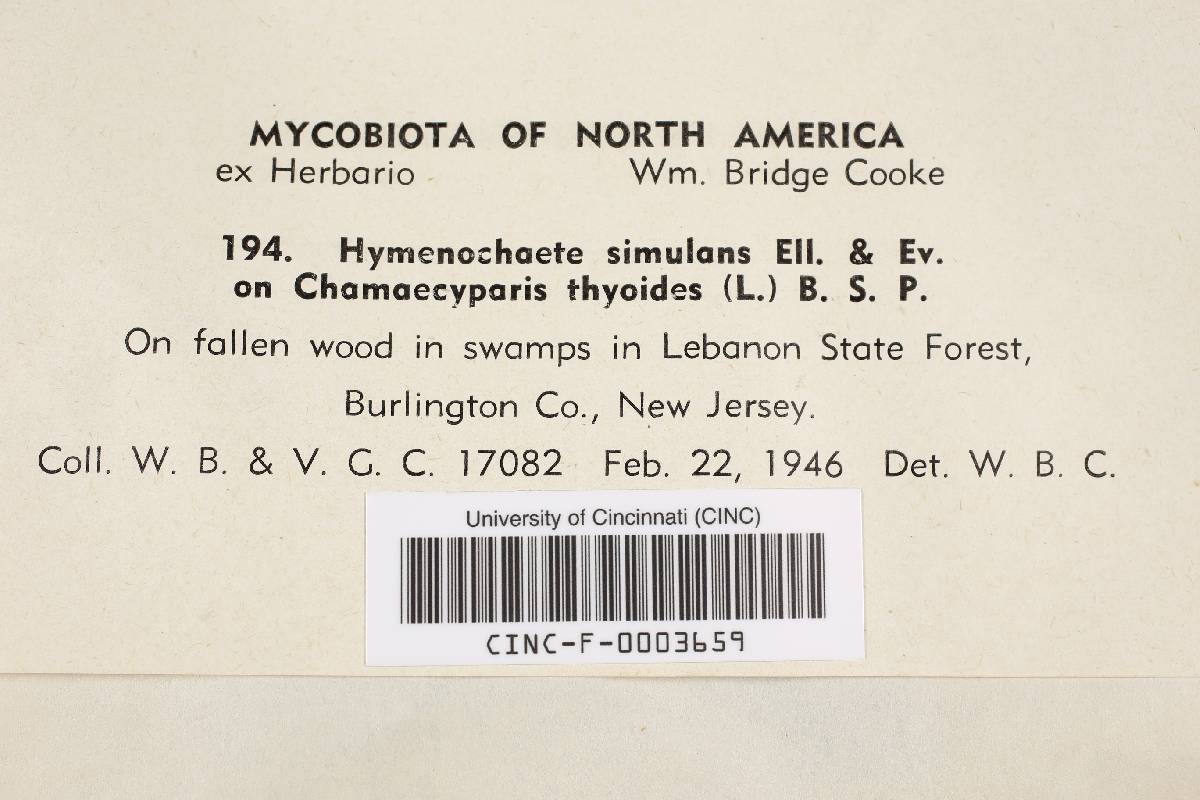 MYCOBIOTA OF NORTH AMERICA
ex Herbario Wm. Bridge Cooke
194. Hymenochaete simulans Ell. & Ev.
on Chamaecyparis thyoides (L.) B. S. P.
On fallen wood in swamps in Lebanon State Forest,
Burlington Co., New Jersey.
Coll. W. B. & V. G. C. 17082 Feb. 22, 1946 Det. W. B. C.
University of Cincinnati (CINC)
CINC-F-0003659